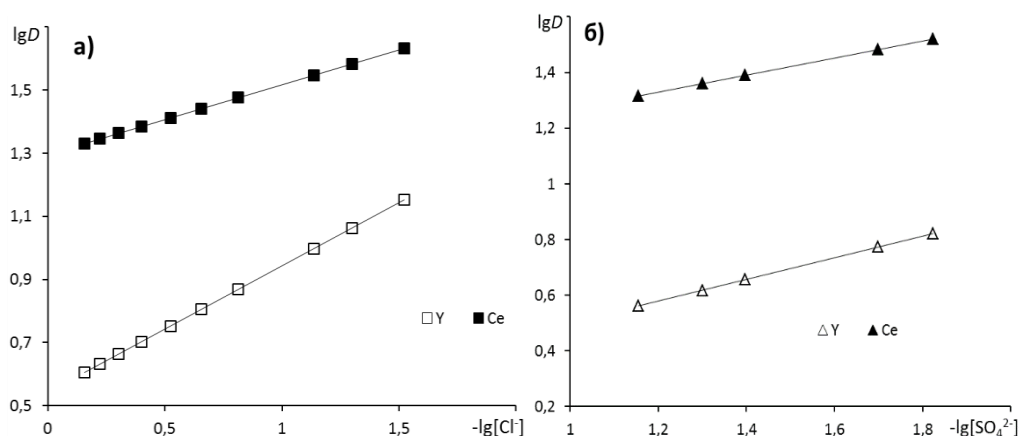 lgD
а)
1,5
1,3
1,1
0,9
0,7
0,5
0
0,5
1
1,5
-lg[Cl⁻]
Y
Ce
lgD
б)
1,4
1,2
1
0,8
0,6
0,4
0,2
1
1,2
1,4
1,6
1,8
-lg[SO₄²⁻]
Y
Ce